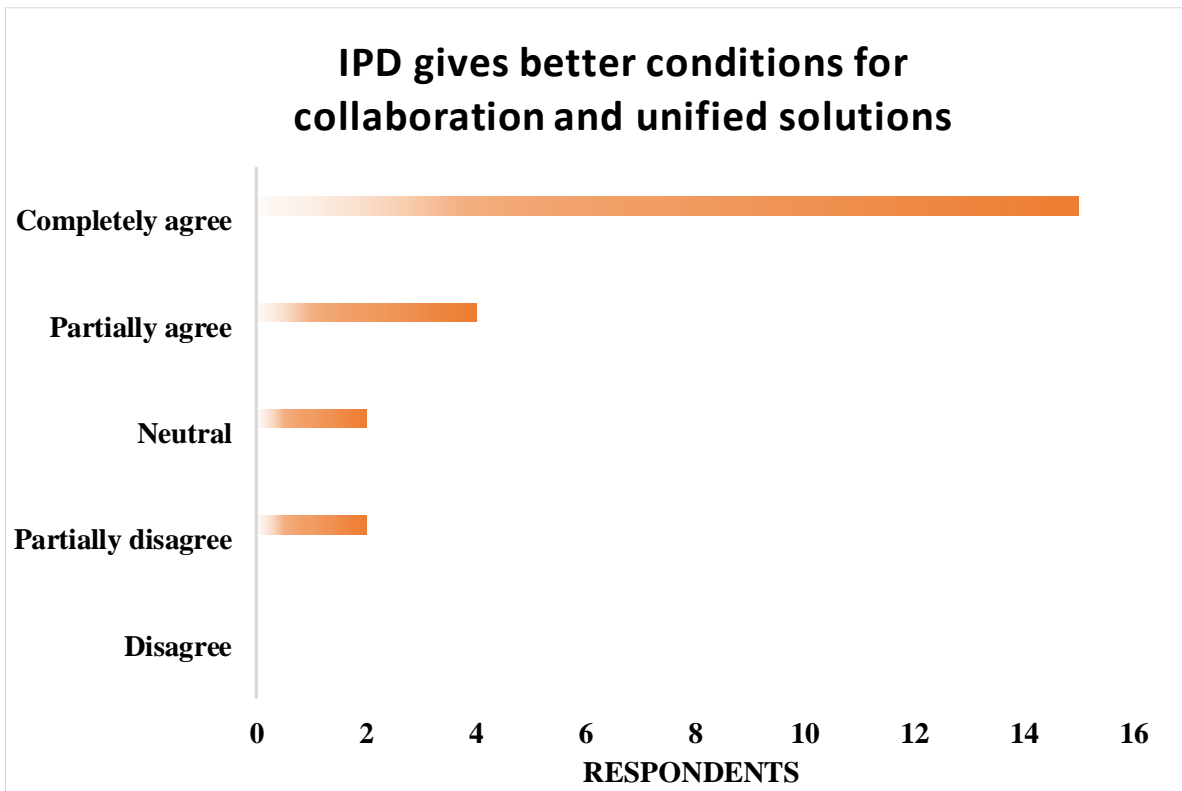 IPD gives better conditions for
collaboration and unified solutions
Completely agree
Partially agree
Neutral
Partially disagree
Disagree
0 2 4 6 8 10 12 14 16
RESPONDENTS